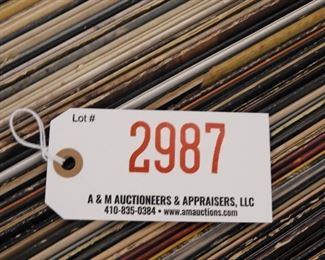 Lot #
2987
A & M AUCTIONEERS & APPRAISERS, LLC
410-835-0384 • www.amauctions.com